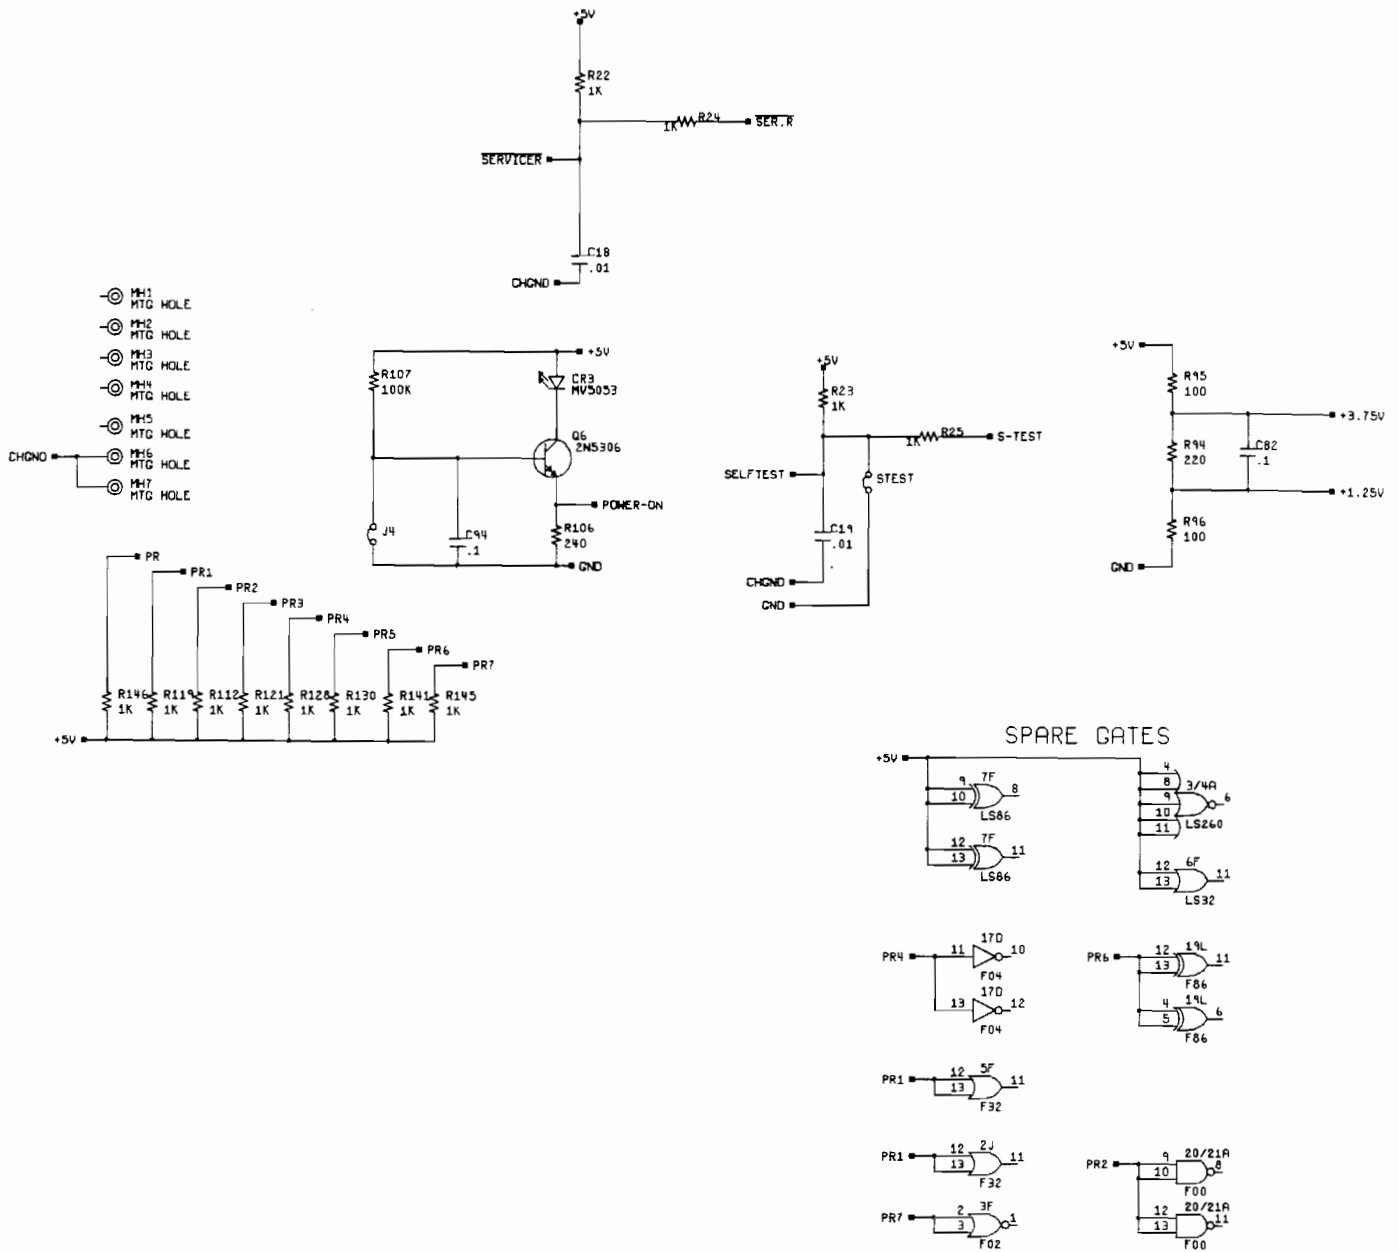 +5V
R22
1K
1K R24
SER.R
SERVICER
C18
.01
CHGND
MH1
MTG HOLE
MH2
MTG HOLE
MH3
MTG HOLE
MH4
MTG HOLE
MH5
MTG HOLE
CHGND
MH6
MTG HOLE
MH7
MTG HOLE
+5V
R107
100K
CR3
MV5053
Q6
2N5306
POWER-ON
J4
C94
.1
R106
240
GND
+5V
R23
1K
1K R25
S-TEST
SELFTEST
STEST
C19
.01
CHGND
GND
+5V
R95
100
+3.75V
R94
220
C82
.1
+1.25V
R96
100
GND
PR
PR1
PR2
PR3
PR4
PR5
PR6
PR7
R146 R119 R112 R121 R128 R130 R141 R145
1K 1K 1K 1K 1K 1K 1K 1K
+5V
SPARE GATES
+5V
7F
9
10
8
LS86
7F
12
13
11
LS86
4
8
9
10
11
3/4A
6
LS260
6F
12
13
11
LS32
17D
PR4 11 10
F04
17D
13 12
F04
19L
PR6 12
13
11
F86
19L
4
5
6
F86
5F
PR1 12
13
11
F32
2J
PR1 12
13
11
F32
20/21A
PR2 9
10
8
F00
20/21A
12
13
11
F00
3F
PR7 2
3
1
F02